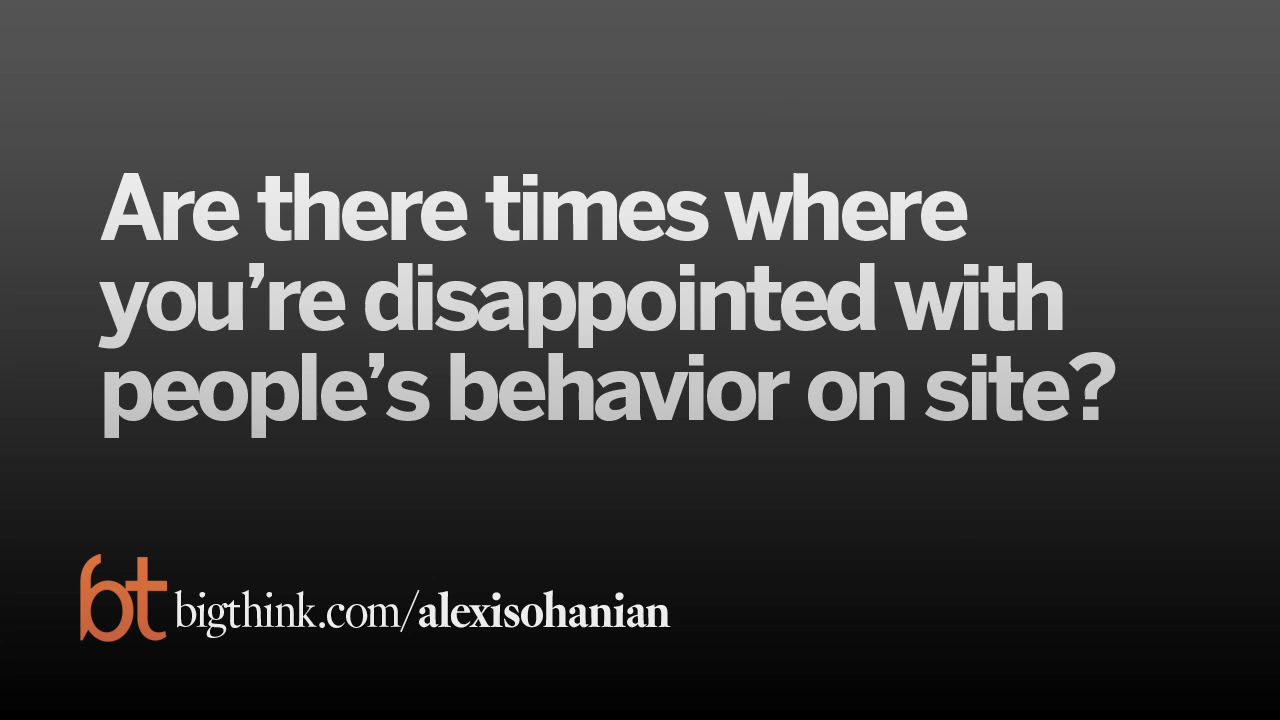 Are there times where
you’re disappointed with
people’s behavior on site?
bt bigthink.com/alexisohanian